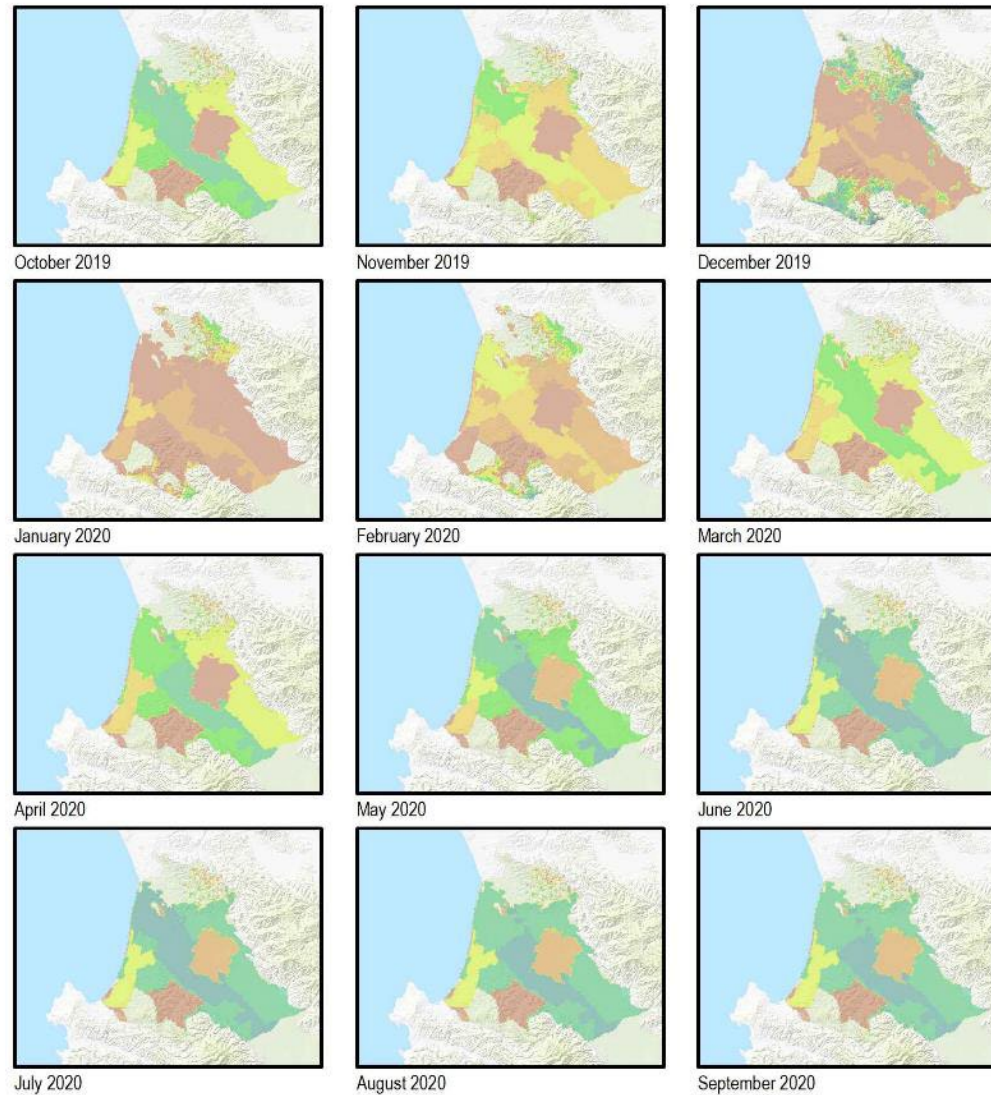 October 2019
November 2019
December 2019
January 2020
February 2020
March 2020
April 2020
May 2020
June 2020
July 2020
August 2020
September 2020